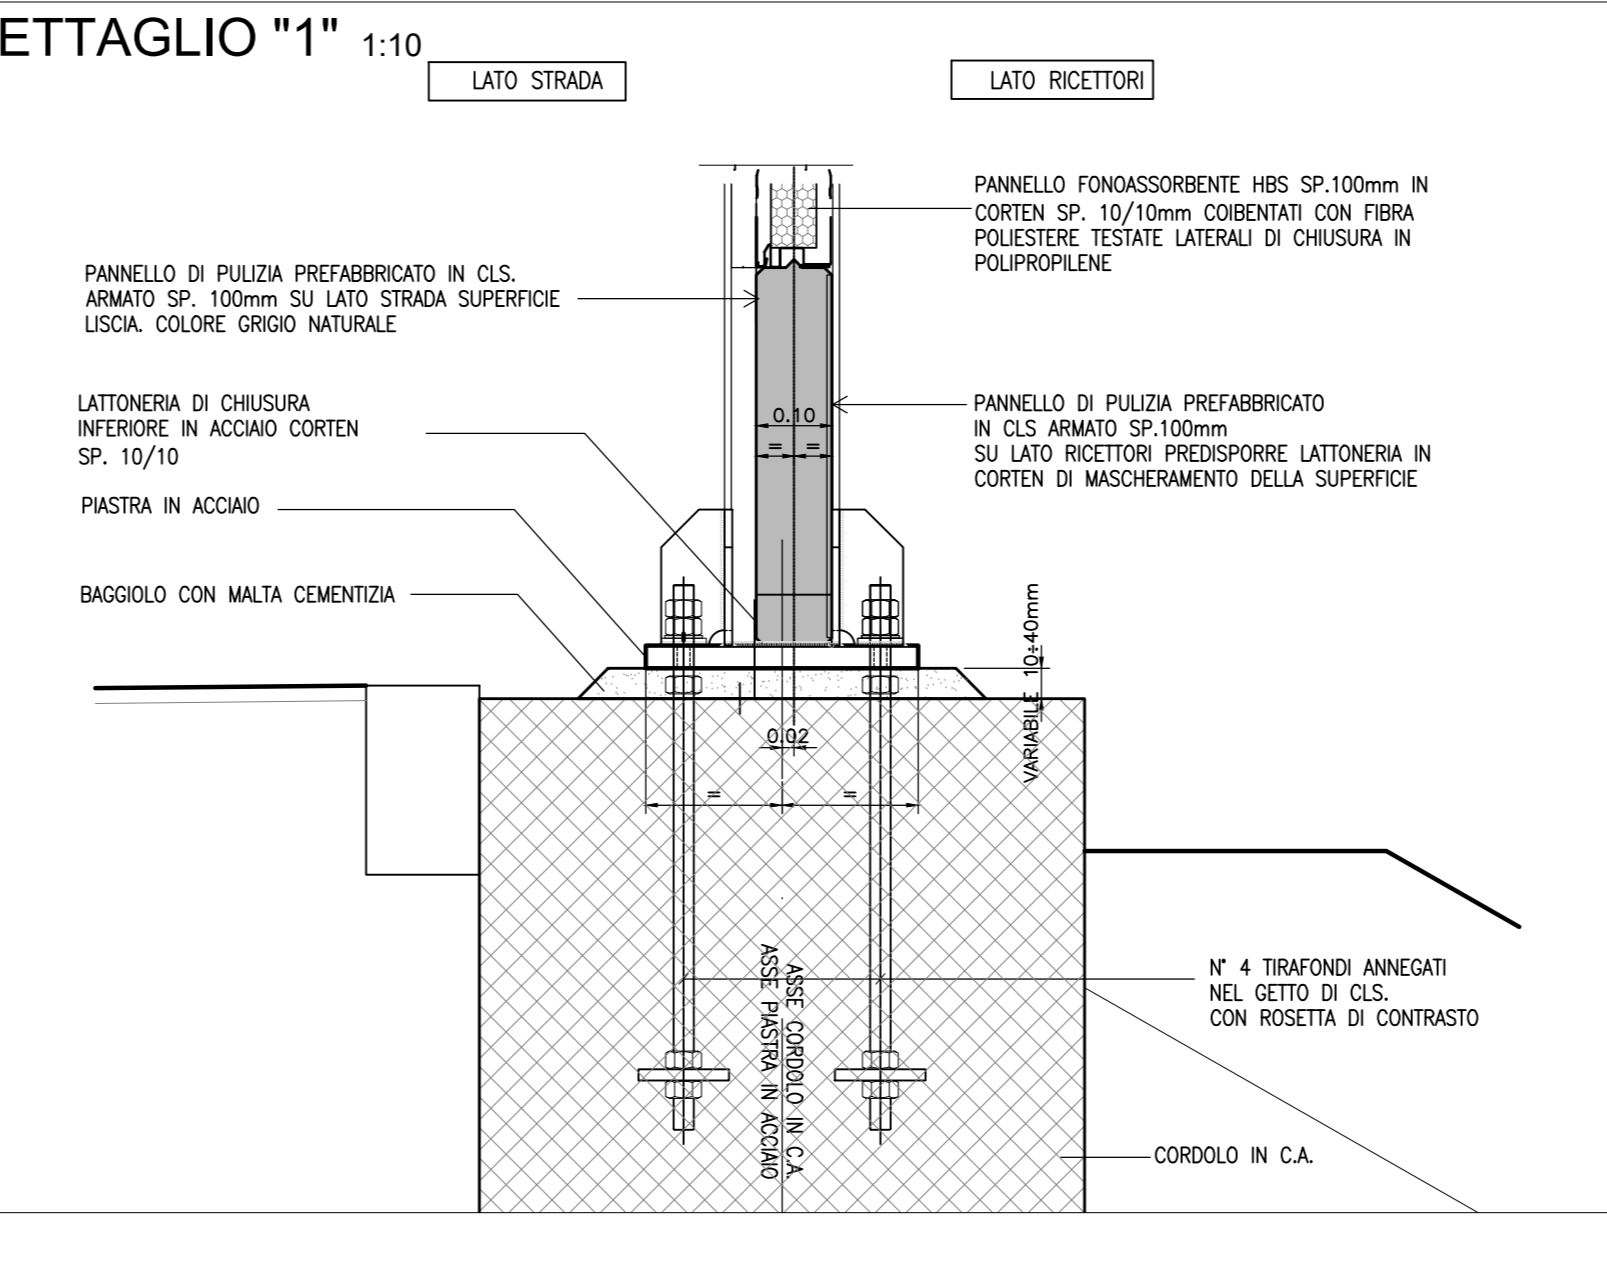 ETTAGLIO "1" 1:10
LATO STRADA
LATO RICETTORI
PANNELLO FONOASSORBENTE HBS SP.100mm IN
CORTEN SP. 10/10mm COIBENTATI CON FIBRA
POLIESTERE TESTATE LATERALI DI CHIUSURA IN
POLIPROPILENE
PANNELLO DI PULIZIA PREFABBRICATO IN CLS.
ARMATO SP. 100mm SU LATO STRADA SUPERFICIE
LISCIA. COLORE GRIGIO NATURALE
LATTONERIA DI CHIUSURA
INFERIORE IN ACCIAIO CORTEN
SP. 10/10
0.10
= =
PANNELLO DI PULIZIA PREFABBRICATO
IN CLS ARMATO SP.100mm
SU LATO RICETTORI PREDISPORRE LATTONERIA IN
CORTEN DI MASCHERAMENTO DELLA SUPERFICIE
PIASTRA IN ACCIAIO
BAGGIOLO CON MALTA CEMENTIZIA
VARIABILE 10÷40mm
0.02
= =
ASSE CORDOLO IN C.A.
ASSE PIASTRA IN ACCIAIO
N° 4 TIRAFONDI ANNEGATI
NEL GETTO DI CLS.
CON ROSETTA DI CONTRASTO
CORDOLO IN C.A.